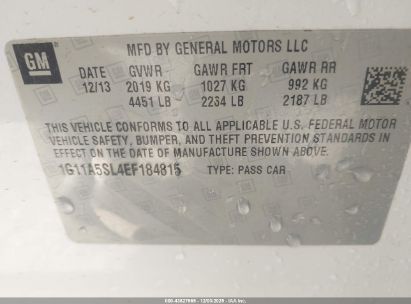 GM
MFD BY GENERAL MOTORS LLC
DATE GVWR GAWR FRT GAWR RR
12/13 2019 KG 1027 KG 992 KG
4451 LB 2234 LB 2187 LB
THIS VEHICLE CONFORMS TO ALL APPLICABLE U.S. FEDERAL MOTOR
VEHICLE SAFETY, BUMPER, AND THEFT PREVENTION STANDARDS IN
EFFECT ON THE DATE OF MANUFACTURE SHOWN ABOVE.
1G11A5SL4EF184815 TYPE: PASS CAR